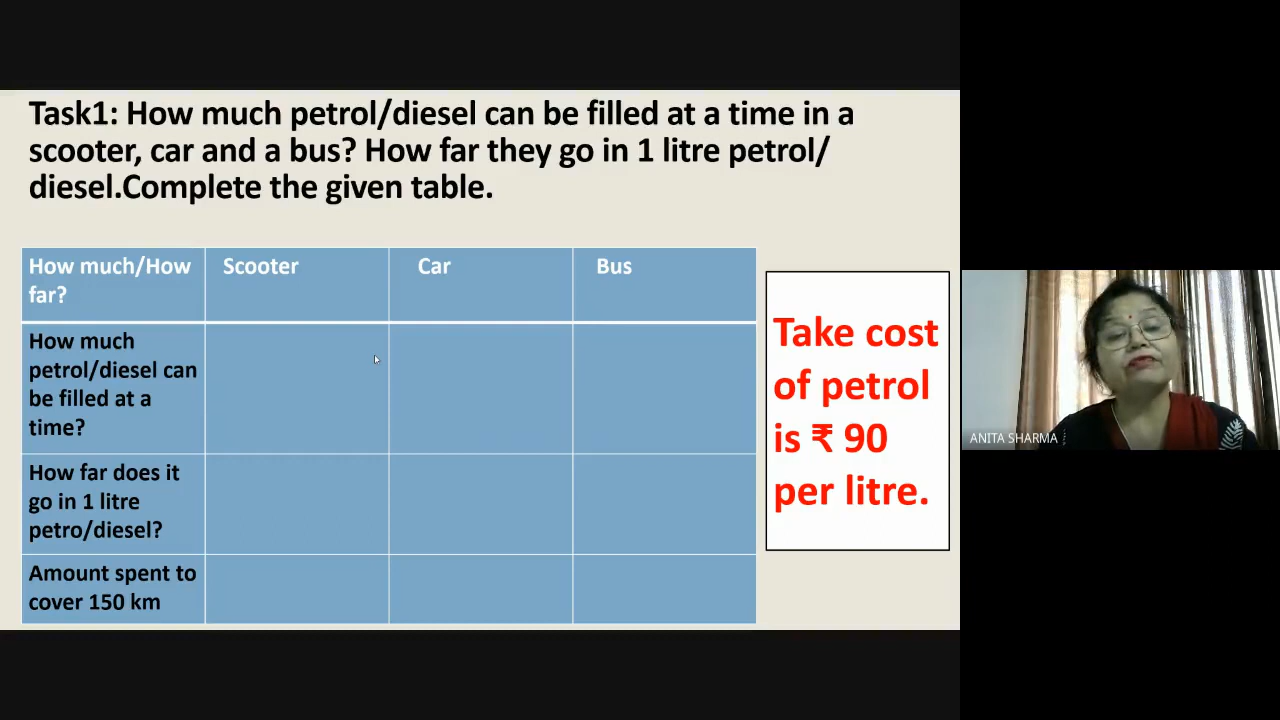 Task1: How much petrol/diesel can be filled at a time in a
scooter, car and a bus? How far they go in 1 litre petrol/
diesel.Complete the given table.
How much/How
far?
Scooter
Car
Bus
How much
petrol/diesel can
be filled at a
time?
How far does it
go in 1 litre
petro/diesel?
Amount spent to
cover 150 km
Take cost
of petrol
is ₹ 90
per litre.
ANITA SHARMA